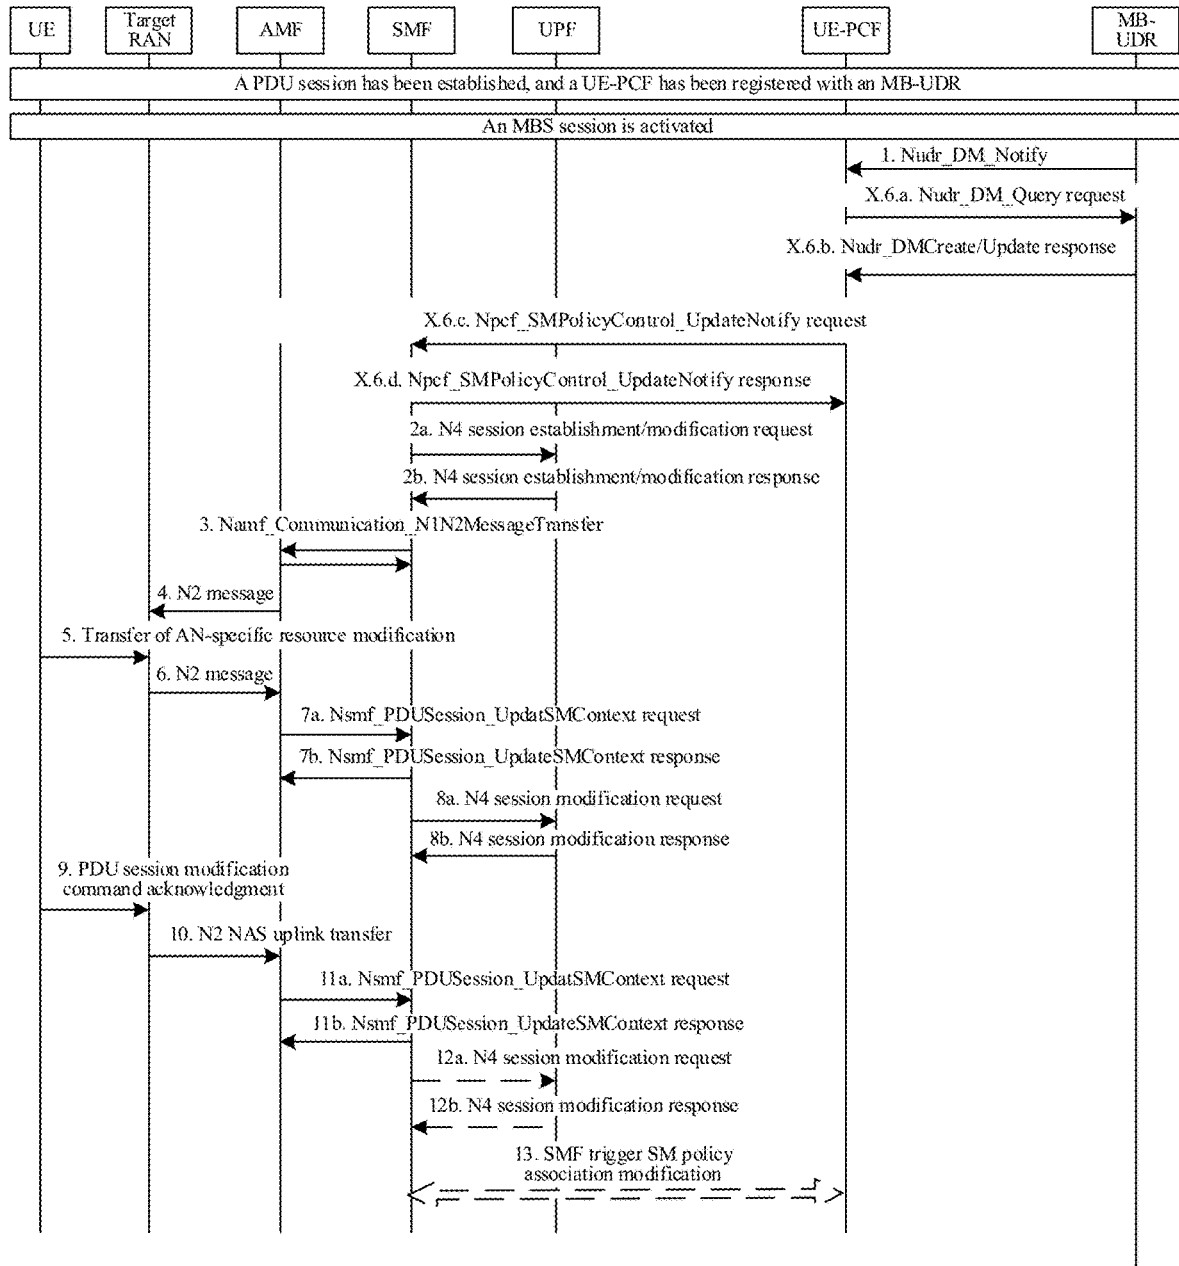 UE
Target
RAN
AMF
SMF
UPF
UE-PCF
MB-
UDR
A PDU session has been established, and a UE-PCF has been registered with an MB-UDR
An MBS session is activated
1. Nudr_DM_Notify
X.6.a. Nudr_DM_Query request
X.6.b. Nudr_DMCreate/Update response
X.6.c. Npcf_SMPolicyControl_UpdateNotify request
X.6.d. Npcf_SMPolicyControl_UpdateNotify response
2a. N4 session establishment/modification request
2b. N4 session establishment/modification response
3. Namf_Communication_N1N2MessageTransfer
4. N2 message
5. Transfer of AN-specific resource modification
6. N2 message
7a. Nsmf_PDUSession_UpdatSMContext request
7b. Nsmf_PDUSession_UpdateSMContext response
8a. N4 session modification request
8b. N4 session modification response
9. PDU session modification
command acknowledgment
10. N2 NAS uplink transfer
11a. Nsmf_PDUSession_UpdatSMContext request
11b. Nsmf_PDUSession_UpdateSMContext response
12a. N4 session modification request
12b. N4 session modification response
13. SMF trigger SM policy
association modification